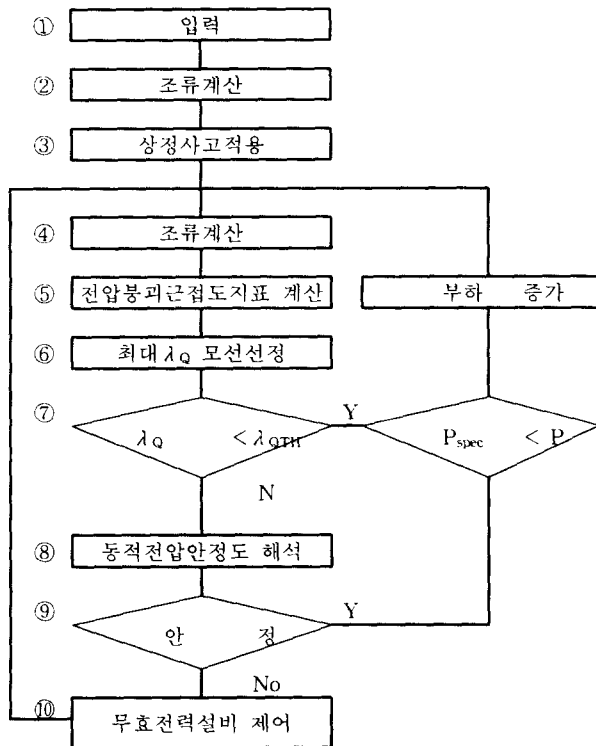 ① 입력
② 조류계산
③ 상정사고적용
④ 조류계산
⑤ 전압붕괴근접도지표 계산
부하 증가
⑥ 최대 λQ 모선선정
⑦ λQ < λQTH
Y
Pspec < P
N
⑧ 동적전압안정도 해석
⑨ 안 정
Y
No
⑩ 무효전력설비 제어